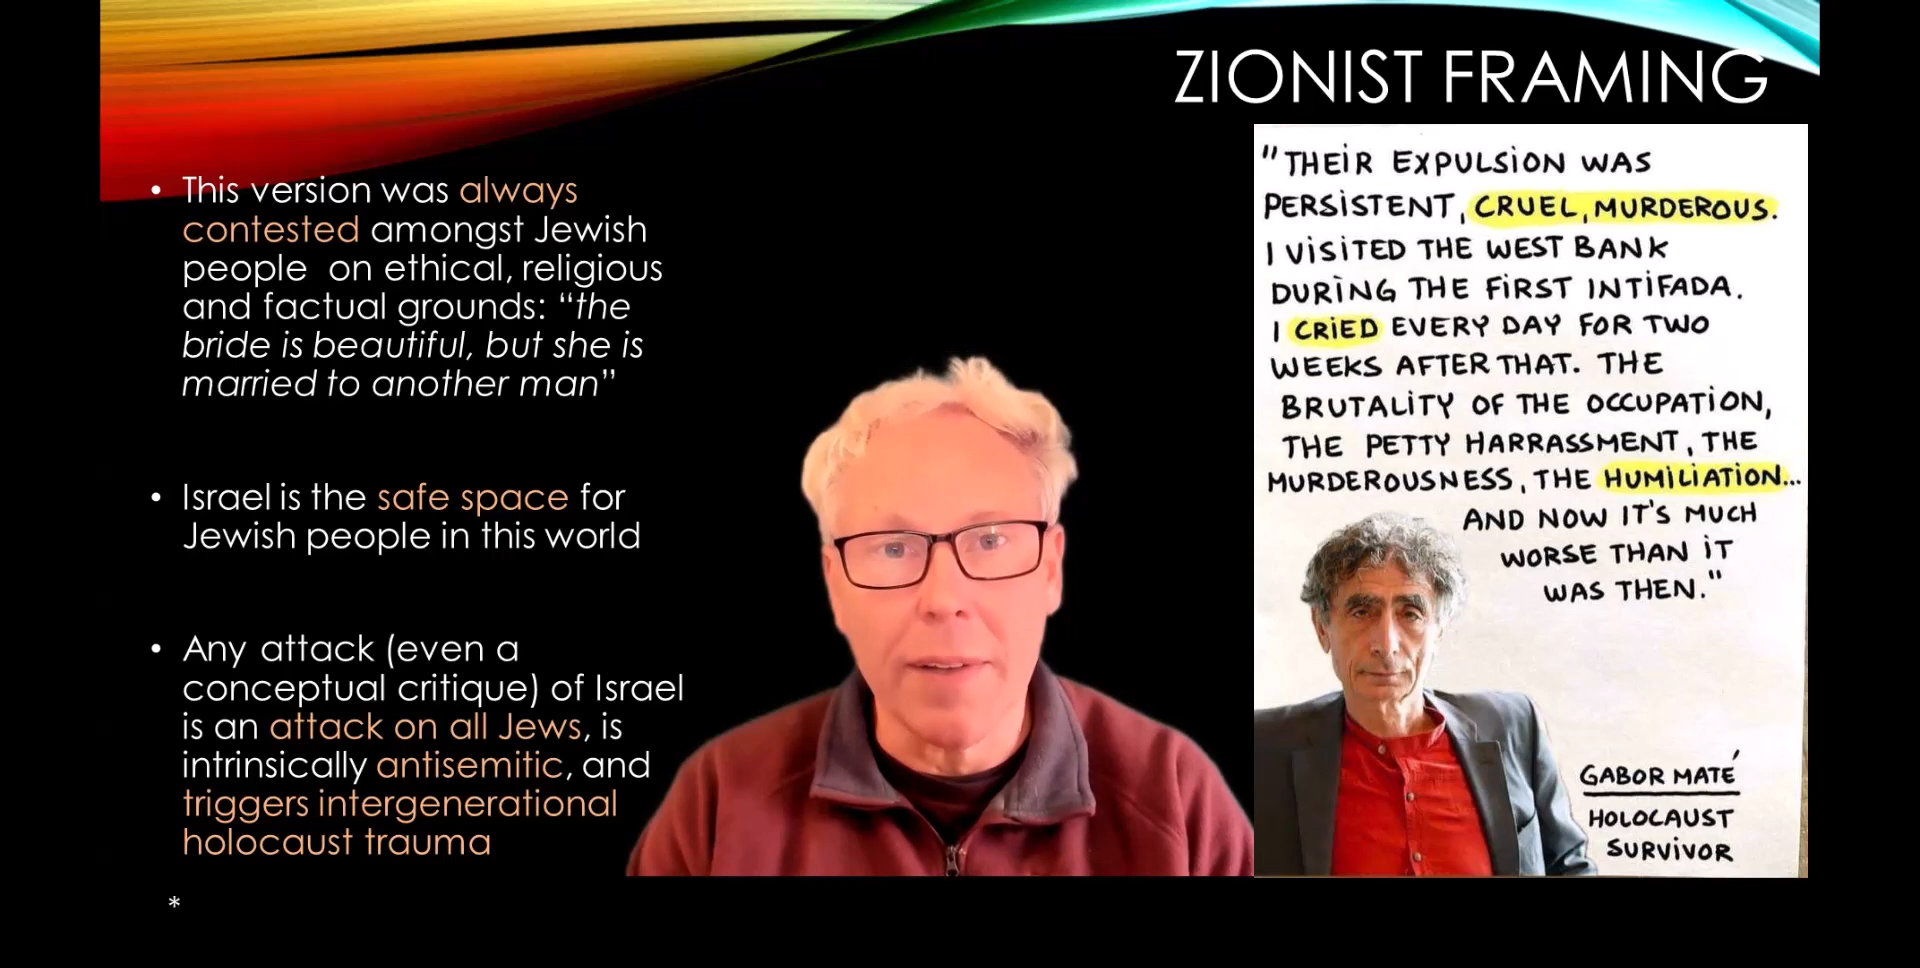 ZIONIST FRAMING
• This version was always
contested amongst Jewish
people on ethical, religious
and factual grounds: “the
bride is beautiful, but she is
married to another man”
• Israel is the safe space for
Jewish people in this world
• Any attack (even a
conceptual critique) of Israel
is an attack on all Jews, is
intrinsically antisemitic, and
triggers intergenerational
holocaust trauma
*
"THEIR EXPULSION WAS
PERSISTENT, CRUEL, MURDEROUS.
I VISITED THE WEST BANK
DURING THE FIRST INTIFADA.
I CRIED EVERY DAY FOR TWO
WEEKS AFTER THAT. THE
BRUTALITY OF THE OCCUPATION,
THE PETTY HARRASSMENT, THE
MURDEROUSNESS, THE HUMILIATION...
AND NOW IT'S MUCH
WORSE THAN IT
WAS THEN."
GABOR MATÉ
HOLOCAUST
SURVIVOR